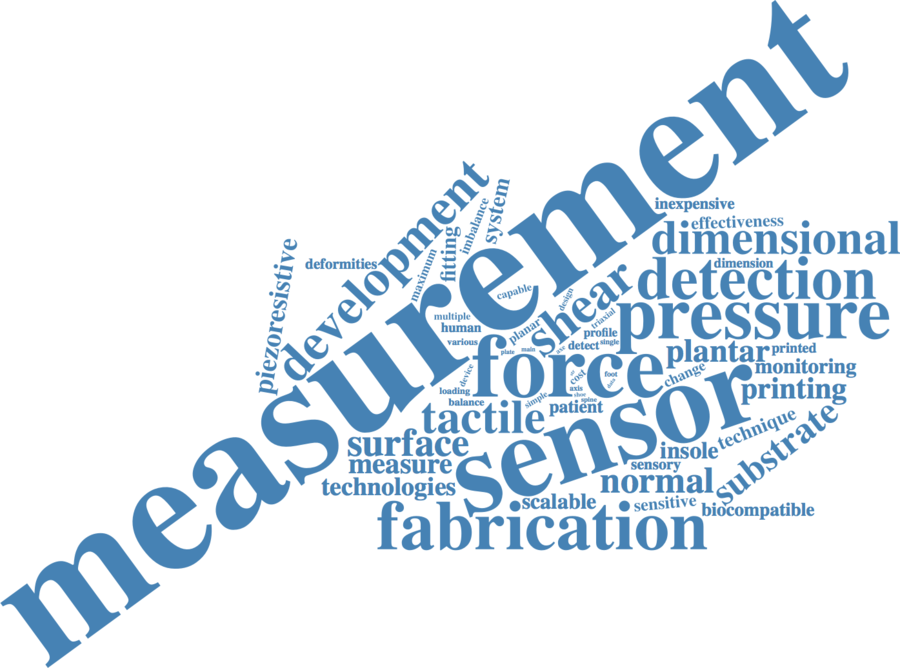 measurement
inexpensive
effectiveness
dimensional
dimension
detection
pressure
development
system
imbalance
fitting
maximum
deformities
piezoresistive
capable
design
shear
triaxial
multiple
human
various
planar
profile
detect
single
plate
main
axe
force
plantar
printed
monitoring
printing
change
device
loading
balance
cost
foot
data
axis
shoe
spine
simple
patient
tactile
sensor
surface
measure
technologies
insole
technique
substrate
sensory
normal
scalable
sensitive
biocompatible
fabrication